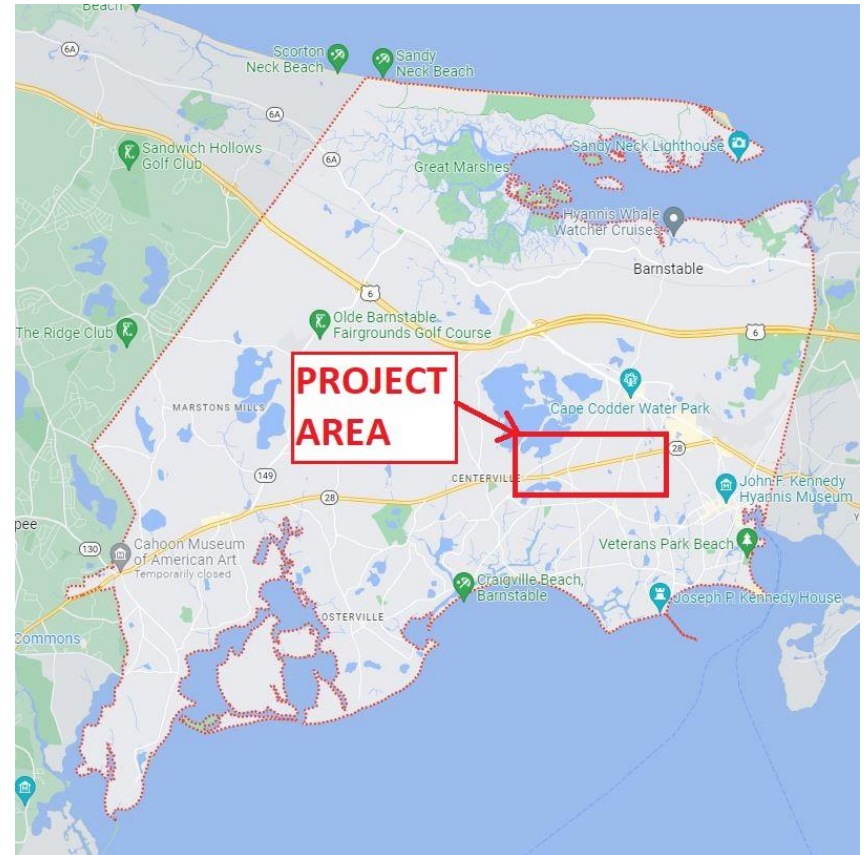 Beach
6A
Scorton
Neck Beach
Sandy
Neck Beach
6A
Sandwich Hollows
Golf Club
6A
Great Marshes
Sandy Neck Lighthouse
Hyannis Whale
Watcher Cruises
Barnstable
6
The Ridge Club
Olde Barnstable
Fairgrounds Golf Course
6
PROJECT
AREA
MARSTONS MILLS
Cape Codder Water Park
28
149
CENTERVILLE
28
John F. Kennedy
Hyannis Museum
pee
130
Cahoon Museum
of American Art
Temporarily closed
Veterans Park Beach
Y
Craigville Beach,
Barnstable
Joseph P. Kennedy House
OSTERVILLE
Commons